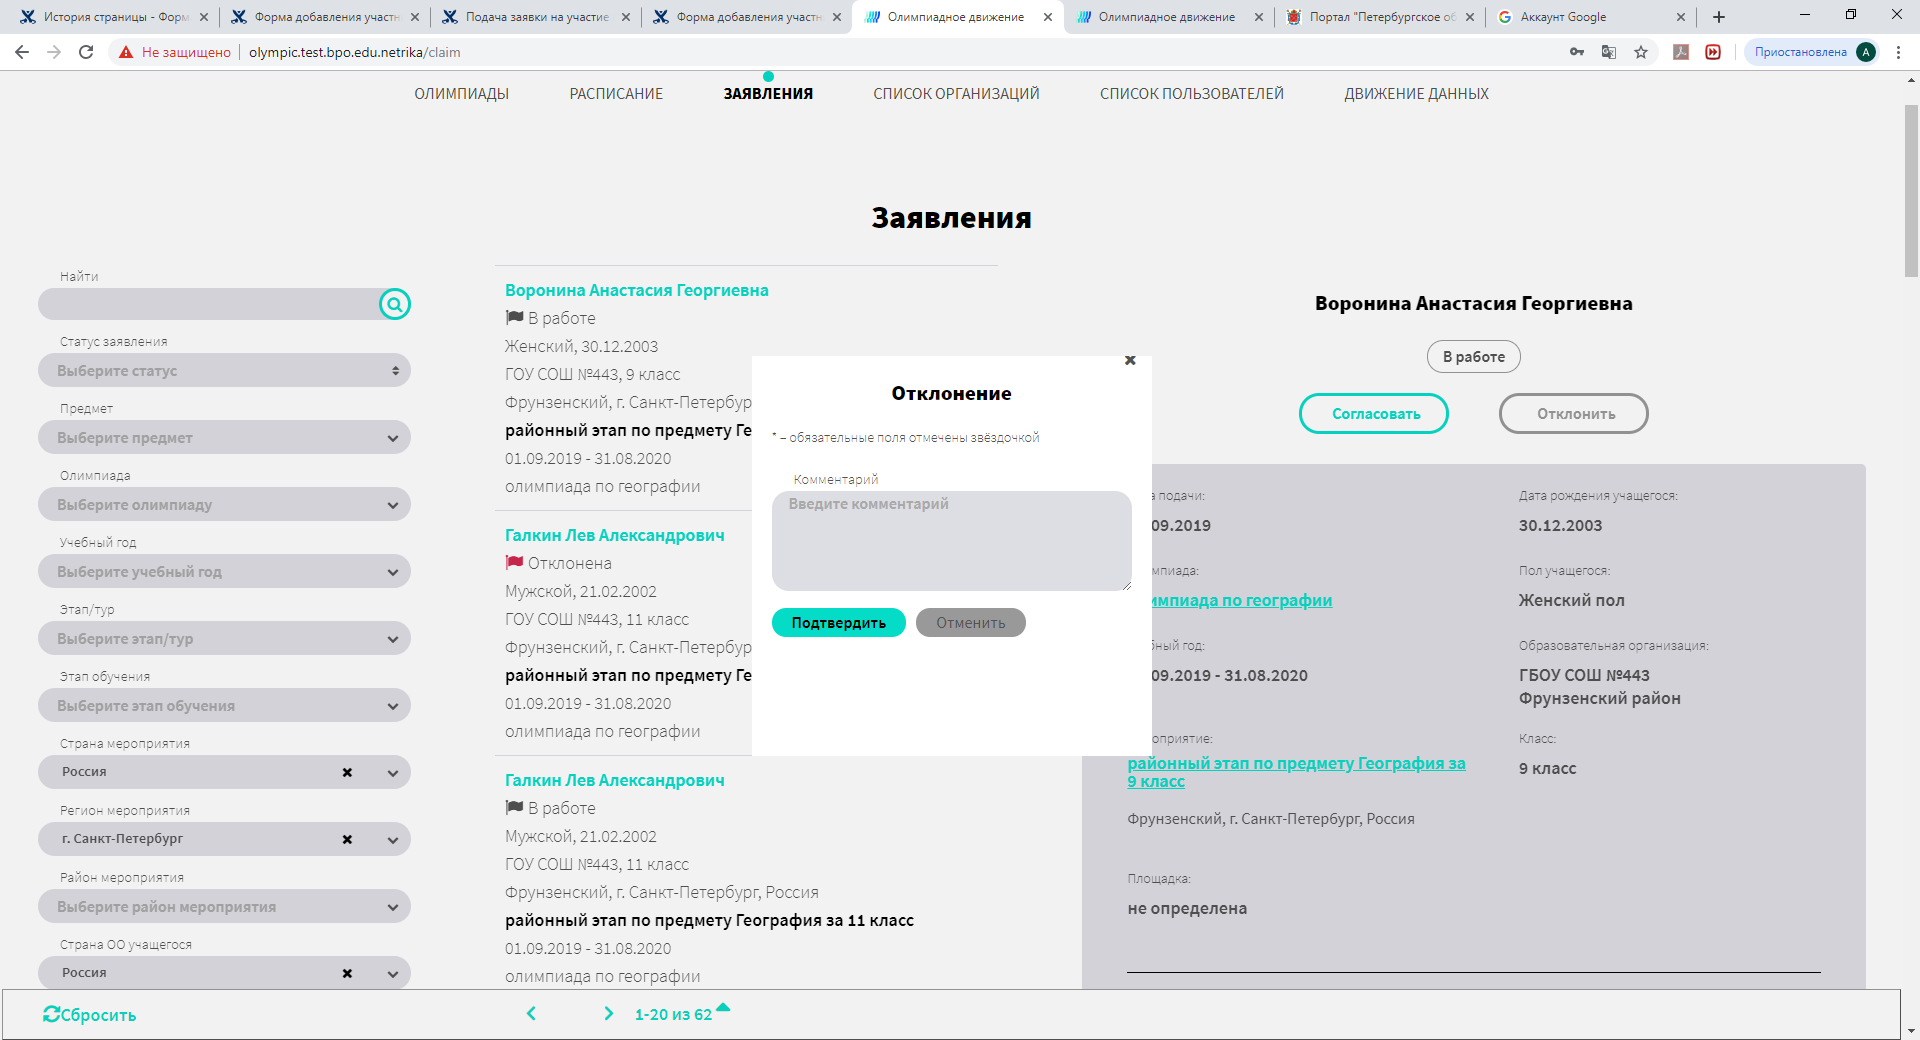 История страницы - Форм
Форма добавления участн
Подача заявки на участие
Форма добавления участн
Олимпиадное движение
Олимпиадное движение
Портал "Петербургское об
Аккаунт Google
Не защищено
olympic.test.bpo.edu.netrika/claim
Приостановлена
А
ОЛИМПИАДЫ
РАСПИСАНИЕ
ЗАЯВЛЕНИЯ
СПИСОК ОРГАНИЗАЦИЙ
СПИСОК ПОЛЬЗОВАТЕЛЕЙ
ДВИЖЕНИЕ ДАННЫХ
Заявления
Найти
Статус заявления
Выберите статус
Предмет
Выберите предмет
Олимпиада
Выберите олимпиаду
Учебный год
Выберите учебный год
Этап/тур
Выберите этап/тур
Этап обучения
Выберите этап обучения
Страна мероприятия
Россия
Регион мероприятия
г. Санкт-Петербург
Район мероприятия
Выберите район мероприятия
Страна ОО учащегося
Россия
Воронина Анастасия Георгиевна
В работе
Женский, 30.12.2003
ГОУ СОШ №443, 9 класс
Фрунзенский, г. Санкт-Петербур
районный этап по предмету Ге
01.09.2019 - 31.08.2020
олимпиада по географии
Галкин Лев Александрович
Отклонена
Мужской, 21.02.2002
ГОУ СОШ №443, 11 класс
Фрунзенский, г. Санкт-Петербур
районный этап по предмету Ге
01.09.2019 - 31.08.2020
олимпиада по географии
Галкин Лев Александрович
В работе
Мужской, 21.02.2002
ГОУ СОШ №443, 11 класс
Фрунзенский, г. Санкт-Петербург, Россия
районный этап по предмету География за 11 класс
01.09.2019 - 31.08.2020
олимпиада по географии
Отклонение
* – обязательные поля отмечены звёздочкой
Комментарий
Введите комментарий
Подтвердить
Отменить
Воронина Анастасия Георгиевна
В работе
Согласовать
Отклонить
а подачи:
09.2019
Дата рождения учащегося:
30.12.2003
мпиада:
импиада по географии
Пол учащегося:
Женский пол
бный год:
09.2019 - 31.08.2020
Образовательная организация:
ГБОУ СОШ №443
Фрунзенский район
оприятие:
районный этап по предмету География за
9 класс
Класс:
9 класс
Фрунзенский, г. Санкт-Петербург, Россия
Площадка:
не определена
Сбросить
1-20 из 62